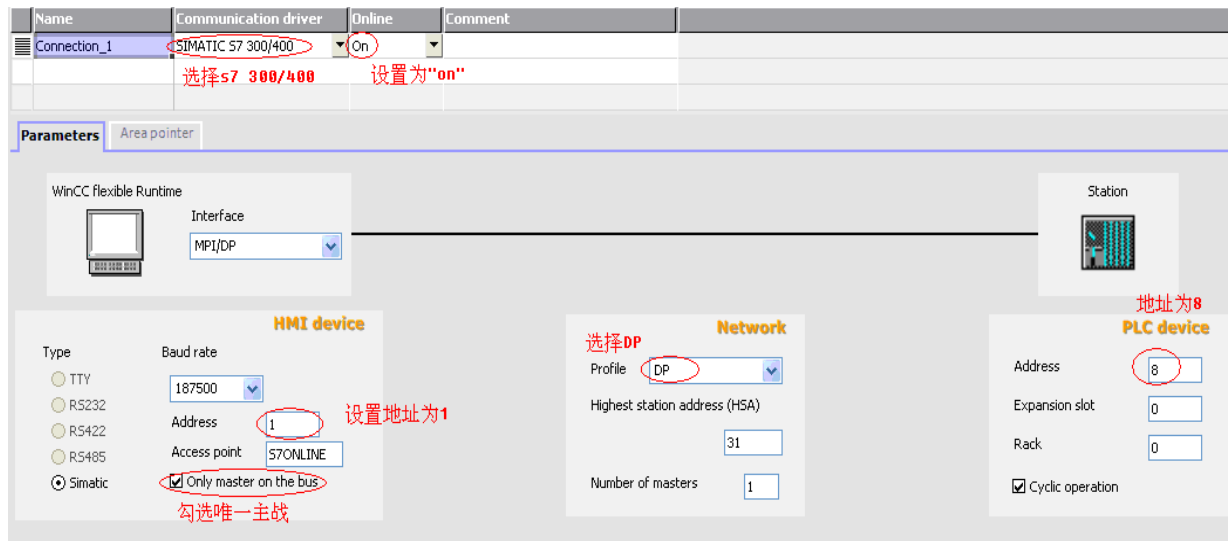 Name Communication driver Online Comment
Connection_1 SIMATIC S7 300/400 On
选择s7 300/400 设置为"on"
Parameters Area pointer
WinCC flexible Runtime
Interface
MPI/DP
Station
HMI device
Type Baud rate
TTY
187500
RS232
Address 1 设置地址为1
RS422
Access point S7ONLINE
RS485
Simatic Only master on the bus
勾选唯一主战
Network
选择DP
Profile DP
Highest station address (HSA)
31
Number of masters 1
地址为8
PLC device
Address 8
Expansion slot 0
Rack 0
Cyclic operation